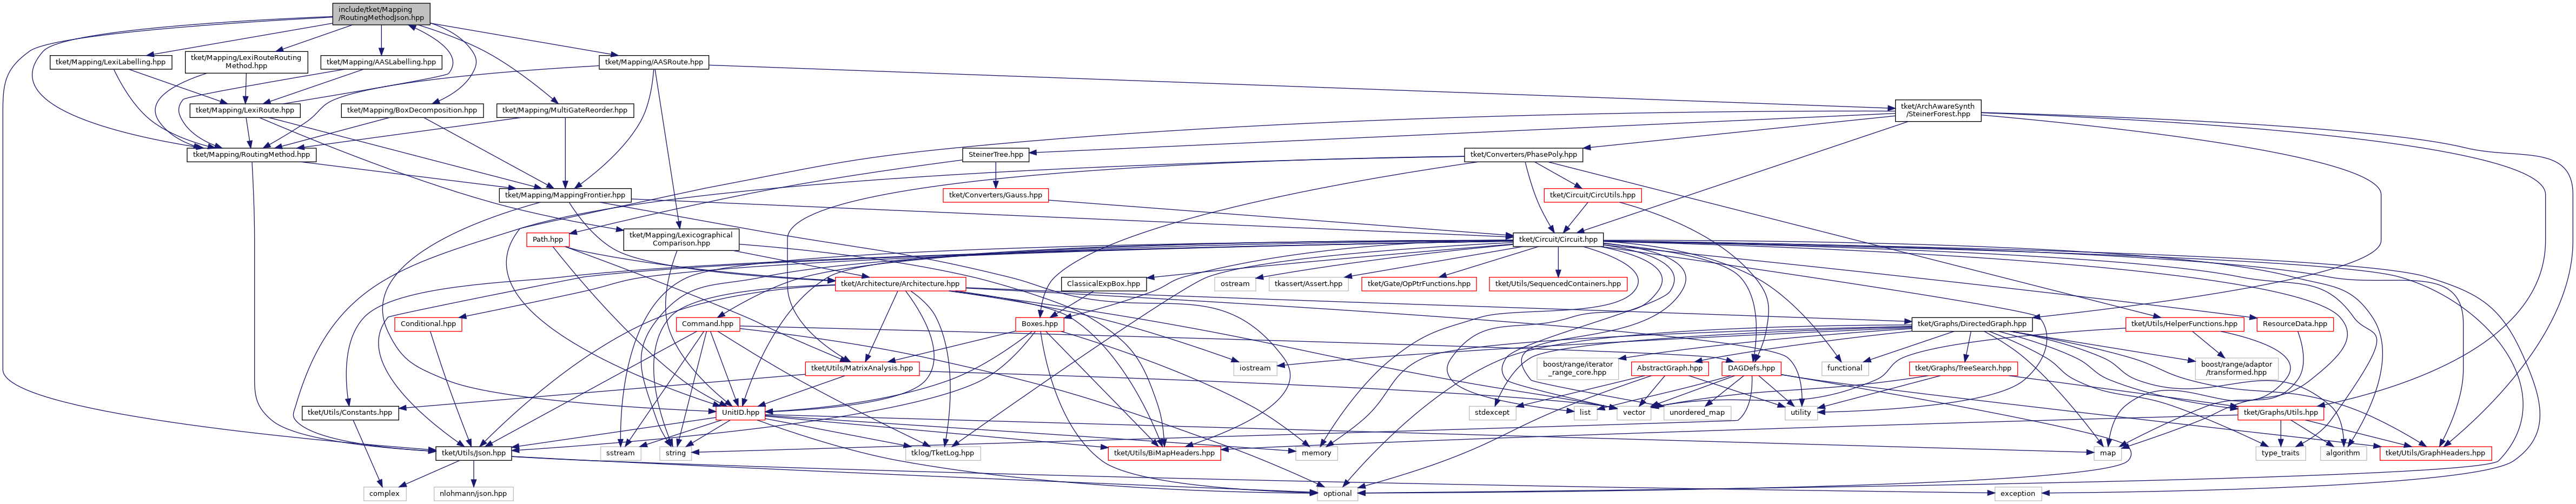 include/tket/Mapping
/RoutingMethodJson.hpp
tket/Mapping/LexiLabelling.hpp
tket/Mapping/LexiRouteRouting
Method.hpp
tket/Mapping/AASLabelling.hpp
tket/Mapping/AASRoute.hpp
tket/Mapping/LexiRoute.hpp
tket/Mapping/BoxDecomposition.hpp
tket/Mapping/MultiGateReorder.hpp
tket/ArchAwareSynth
/SteinerForest.hpp
tket/Mapping/RoutingMethod.hpp
SteinerTree.hpp
tket/Converters/PhasePoly.hpp
tket/Mapping/MappingFrontier.hpp
tket/Converters/Gauss.hpp
tket/Circuit/CircUtils.hpp
Path.hpp
tket/Mapping/Lexicographical
Comparison.hpp
tket/Circuit/Circuit.hpp
tket/Architecture/Architecture.hpp
ClassicalExpBox.hpp
ostream
tkassert/Assert.hpp
tket/Gate/OpPtrFunctions.hpp
tket/Utils/SequencedContainers.hpp
Conditional.hpp
Command.hpp
Boxes.hpp
tket/Graphs/DirectedGraph.hpp
tket/Utils/HelperFunctions.hpp
ResourceData.hpp
tket/Utils/MatrixAnalysis.hpp
iostream
boost/range/iterator
_range_core.hpp
AbstractGraph.hpp
DAGDefs.hpp
functional
tket/Graphs/TreeSearch.hpp
boost/range/adaptor
/transformed.hpp
tket/Utils/Constants.hpp
UnitID.hpp
stdexcept
list
vector
unordered_map
utility
tket/Graphs/Utils.hpp
tket/Utils/Json.hpp
sstream
string
tklog/TketLog.hpp
tket/Utils/BiMapHeaders.hpp
memory
map
type_traits
algorithm
tket/Utils/GraphHeaders.hpp
complex
nlohmann/json.hpp
optional
exception